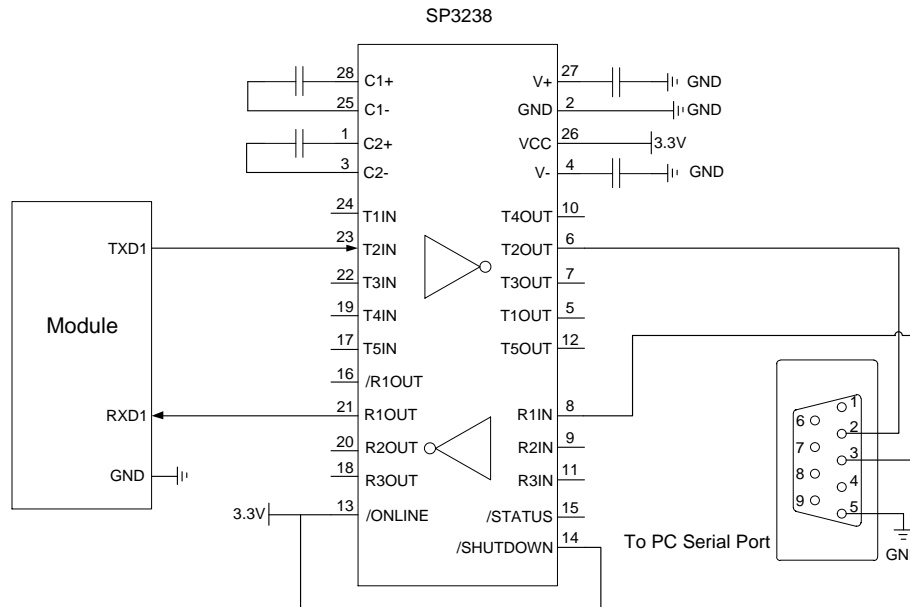 SP3238
28 C1+
25 C1-
1 C2+
3 C2-
24 T1IN
23 T2IN
22 T3IN
19 T4IN
17 T5IN
16 /R1OUT
21 R1OUT
20 R2OUT
18 R3OUT
3.3V 13 /ONLINE
V+ 27 GND
GND 2 GND
VCC 26 3.3V
V- 4 GND
T4OUT 10
T2OUT 6
T3OUT 7
T1OUT 5
T5OUT 12
R1IN 8
R2IN 9
R3IN 11
/STATUS 15
/SHUTDOWN 14
Module
TXD1
RXD1
GND
To PC Serial Port
1
6
2
7
3
8
4
9
5
GN